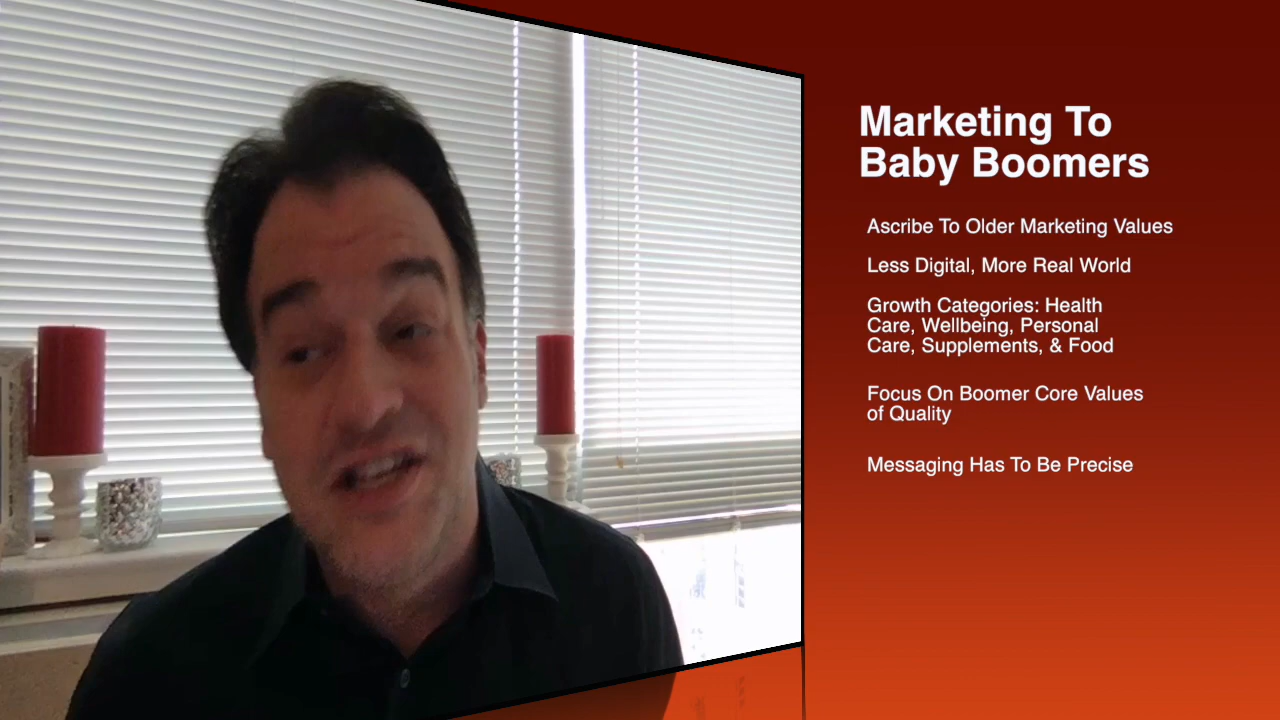 Marketing To
Baby Boomers
Ascribe To Older Marketing Values
Less Digital, More Real World
Growth Categories: Health
Care, Wellbeing, Personal
Care, Supplements, & Food
Focus On Boomer Core Values
of Quality
Messaging Has To Be Precise